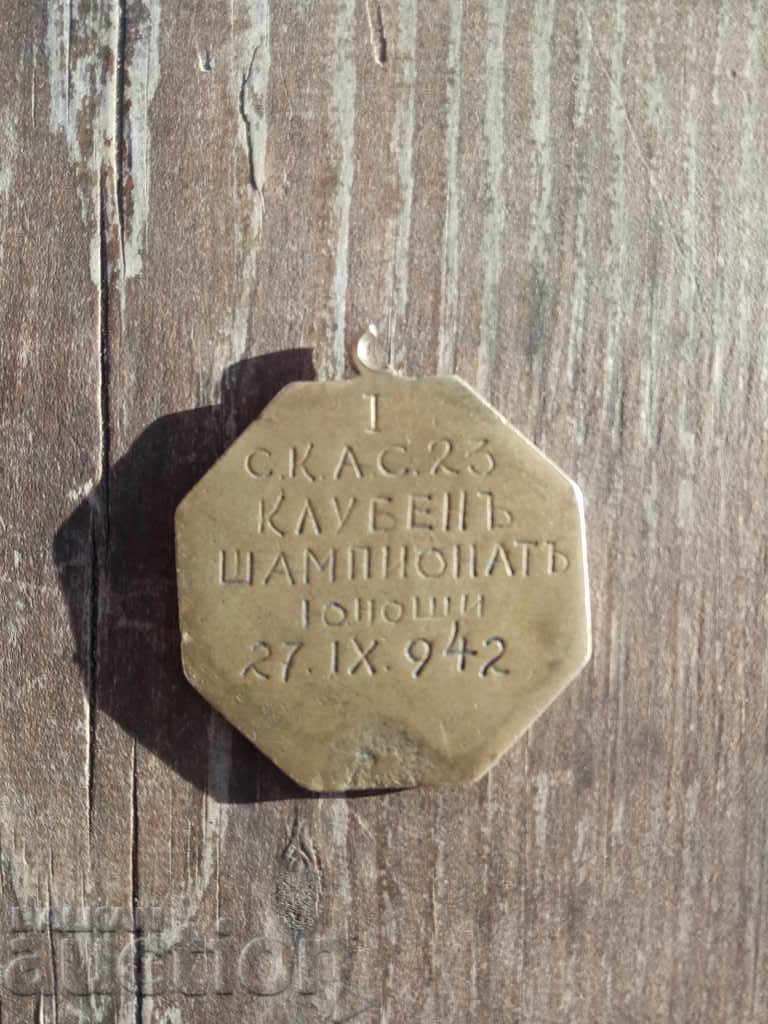 I
С.К.А.С.23
КЛУБЕНЪ
ШАМПИОНАТЪ
ЮНОШИ
27.IX.942
auction